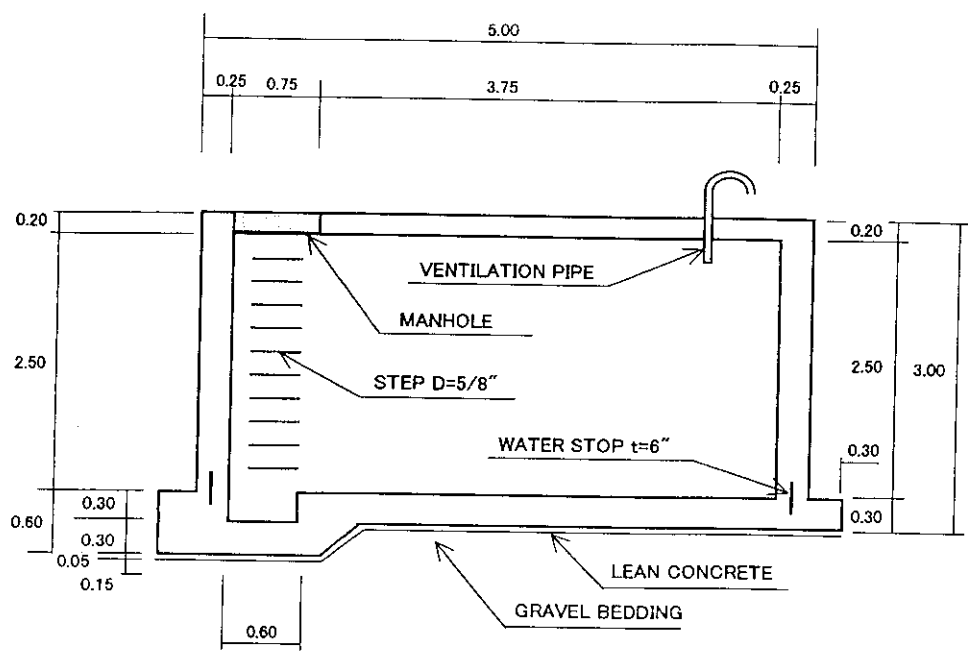 5.00
0.25 0.75 3.75 0.25
0.20
0.20
VENTILATION PIPE
MANHOLE
2.50
2.50
3.00
STEP D=5/8"
WATER STOP t=6"
0.30
0.30
0.60
0.30
0.30
0.05
0.15
LEAN CONCRETE
GRAVEL BEDDING
0.60